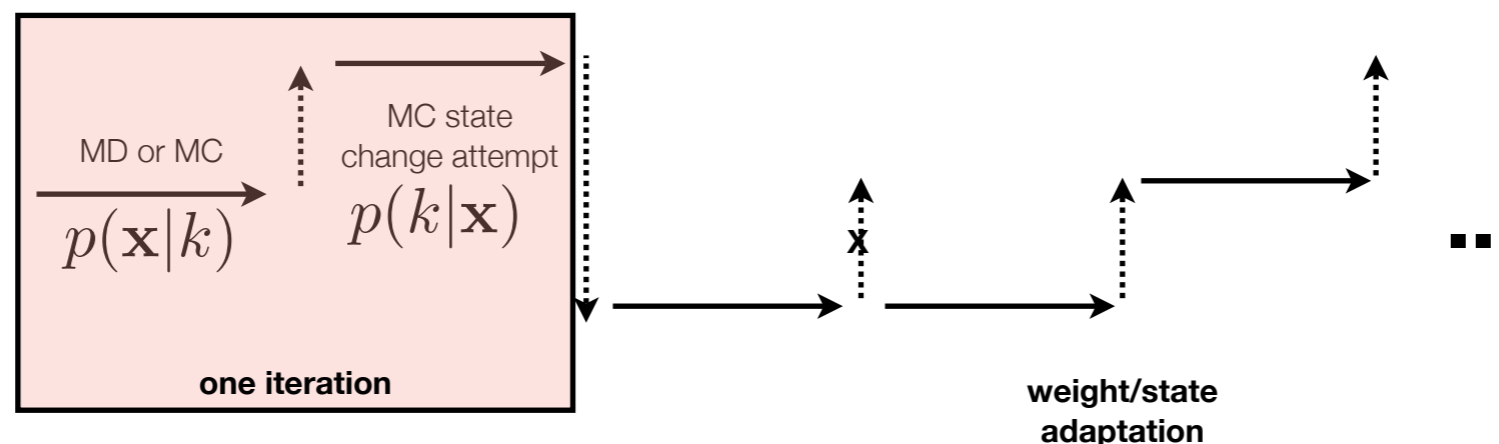 MD or MC
p(x|k)
MC state
change attempt
p(k|x)
one iteration
x
weight/state
adaptation